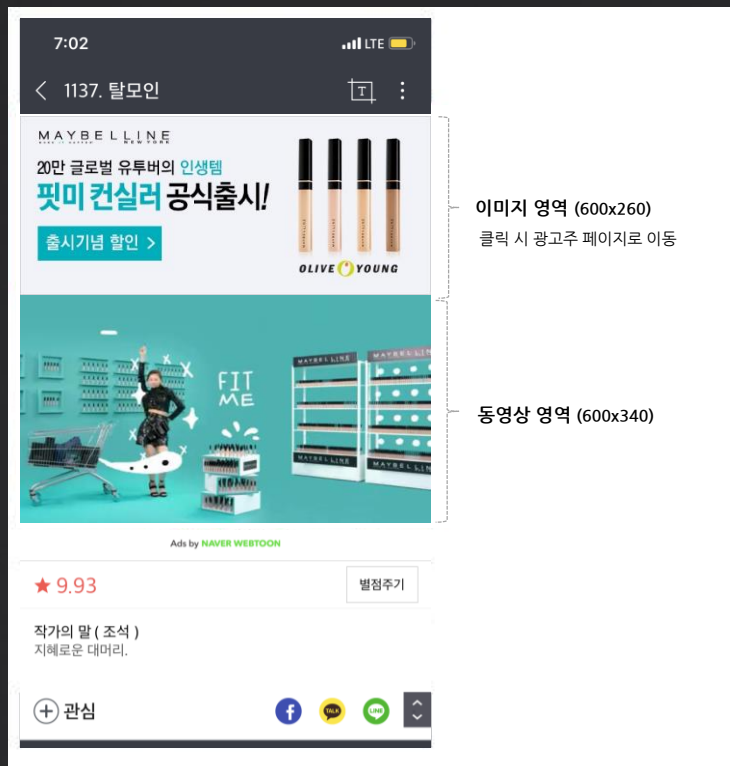 7:02
LTE
1137. 탈모인
T
MAYBELLINE
NEW YORK
20만 글로벌 유투버의 인생템
핏미 컨실러 공식출시!
출시기념 할인 >
OLIVE YOUNG
이미지 영역 (600x260)
클릭 시 광고주 페이지로 이동
FIT
ME
MAYBELLINE
MAYBELLINE
MAYBELLINE
동영상 영역 (600x340)
Ads by NAVER WEBTOON
★ 9.93
별점주기
작가의 말 ( 조석 )
지혜로운 대머리.
관심
f
TALK
LINE